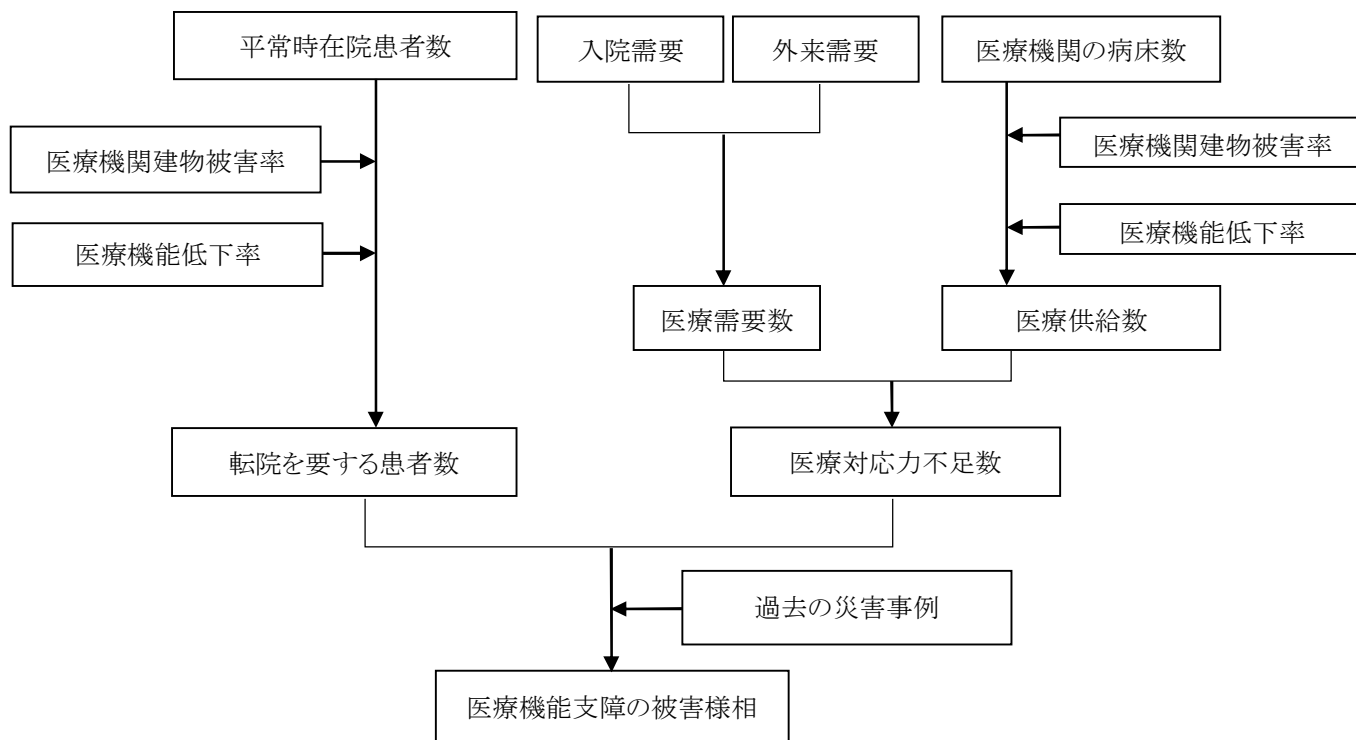 平常時在院患者数
入院需要
外来需要
医療機関の病床数
医療機関建物被害率
医療機関建物被害率
医療機能低下率
医療機能低下率
医療需要数
医療供給数
転院を要する患者数
医療対応力不足数
過去の災害事例
医療機能支障の被害様相